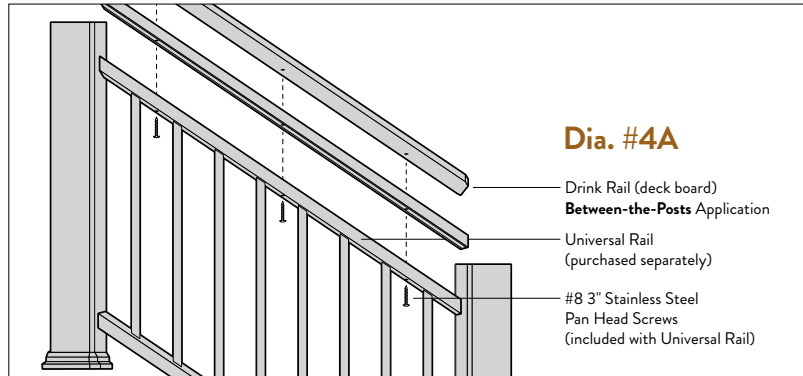 Dia. #4A
Drink Rail (deck board)
Between-the-Posts Application
Universal Rail
(purchased separately)
#8 3" Stainless Steel
Pan Head Screws
(included with Universal Rail)